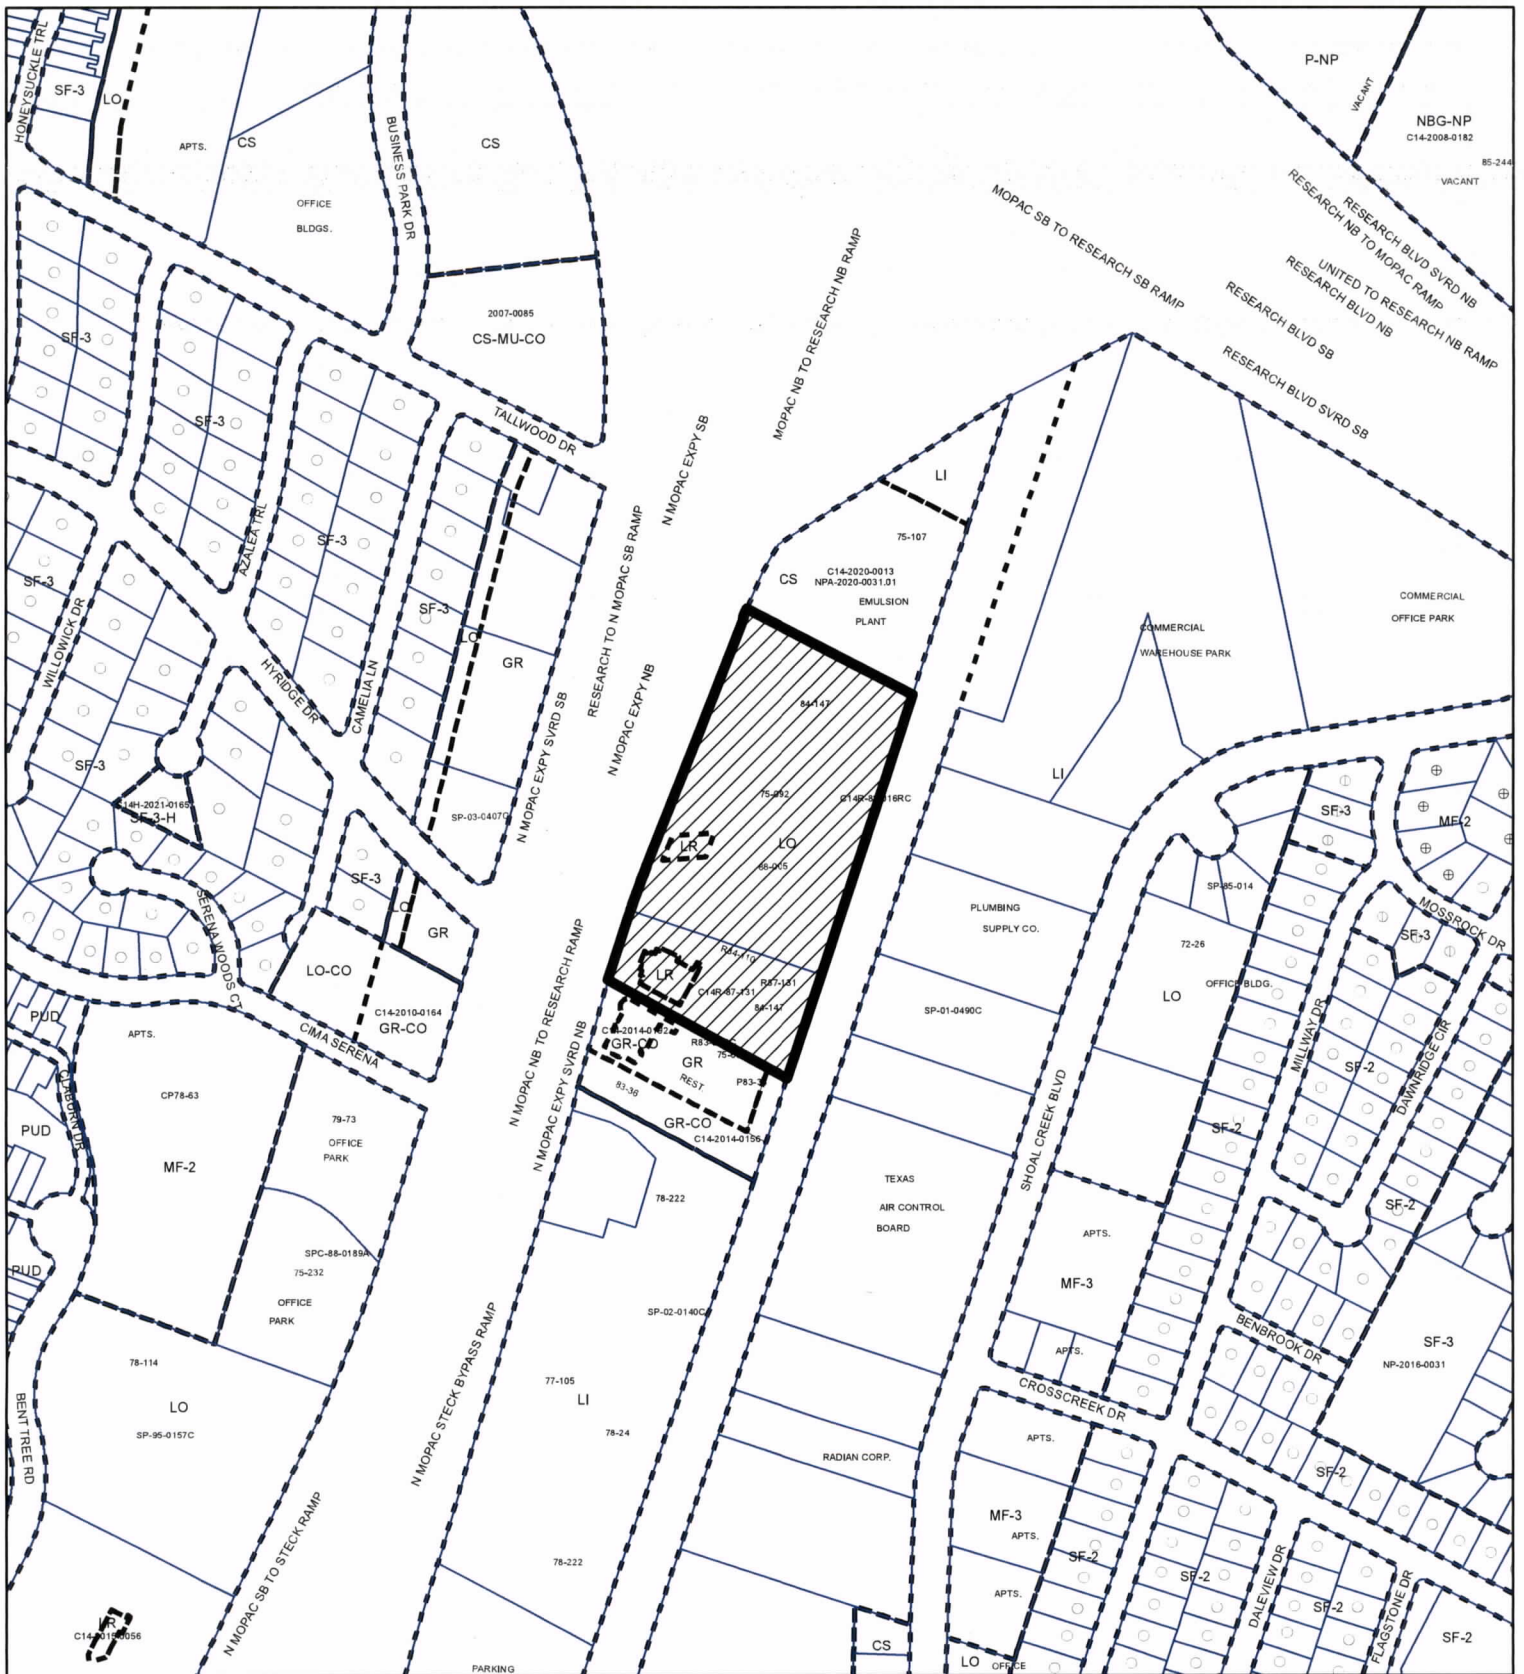 HONEYSUCKLE TRL
SF-3
LO
APTS.
CS
OFFICE
BLDGS.
BUSINESS PARK DR
CS
2007-0085
CS-MU-CO
P-NP
VACANT
NBG-NP
C14-2008-0182
85-244
VACANT
RESEARCH BLVD SVRD NB
RESEARCH NB TO MOPAC RAMP
UNITED TO RESEARCH NB RAMP
RESEARCH BLVD NB
RESEARCH BLVD SB
RESEARCH BLVD SVRD SB
MOPAC SB TO RESEARCH SB RAMP
MOPAC NB TO RESEARCH NB RAMP
N MOPAC EXPY SB
RESEARCH TO N MOPAC SB RAMP
N MOPAC EXPY NB
N MOPAC EXPY SVRD SB
TALLWOOD DR
SF-3
SF-3
SF-3
SF-3
SF-3
AZALEA TRL
WILLOWICK DR
HYRIDGE DR
CAMELIA LN
LO
GR
SP-03-0407C
LI
75-107
CS
C14-2020-0013
NPA-2020-0031.01
EMULSION
PLANT
COMMERCIAL
OFFICE PARK
COMMERCIAL
WAREHOUSE PARK
LI
84-147
75-092
LR
LO
68-005
LR
R84-110
R87-131
C14R-87-131
84-147
SF-3
SF-3-H
SF-3
LO
GR
SERENA WOODS CT
LO-CO
C14-2010-0164
GR-CO
CIMA SERENA
N MOPAC NB TO RESEARCH RAMP
N MOPAC EXPY SVRD NB
GR-CO
GR
REST.
83-36
GR-CO
C14-2014-0156
78-222
PLUMBING
SUPPLY CO.
SP-01-0490C
TEXAS
AIR CONTROL
BOARD
SHOAL CREEK BLVD
SF-3
MF-2
SP-85-014
MOSSROCK DR
SF-3
72-26
LO
OFFICE BLDG.
MILLWAY DR
SF-2
DAWNRIDGE CIR
SF-2
SF-2
APTS.
MF-3
APTS.
CROSSCREEK DR
BENBROOK DR
SF-3
NP-2016-0031
PUD
APTS.
CLABURN DR
CP78-63
PUD
MF-2
79-73
OFFICE
PARK
SPC-88-0189A
75-232
OFFICE
PARK
PUD
78-114
LO
SP-95-0157C
BENT TREE RD
N MOPAC STECK BYPASS RAMP
N MOPAC SB TO STECK RAMP
SP-02-0140C
77-105
LI
78-24
78-222
PARKING
RADIAN CORP.
APTS.
MF-3
APTS.
APTS.
SF-2
SF-2
SF-2
SF-2
SF-2
DALEVIEW DR
FLAGSTONE DR
CS
LO
OFFICE